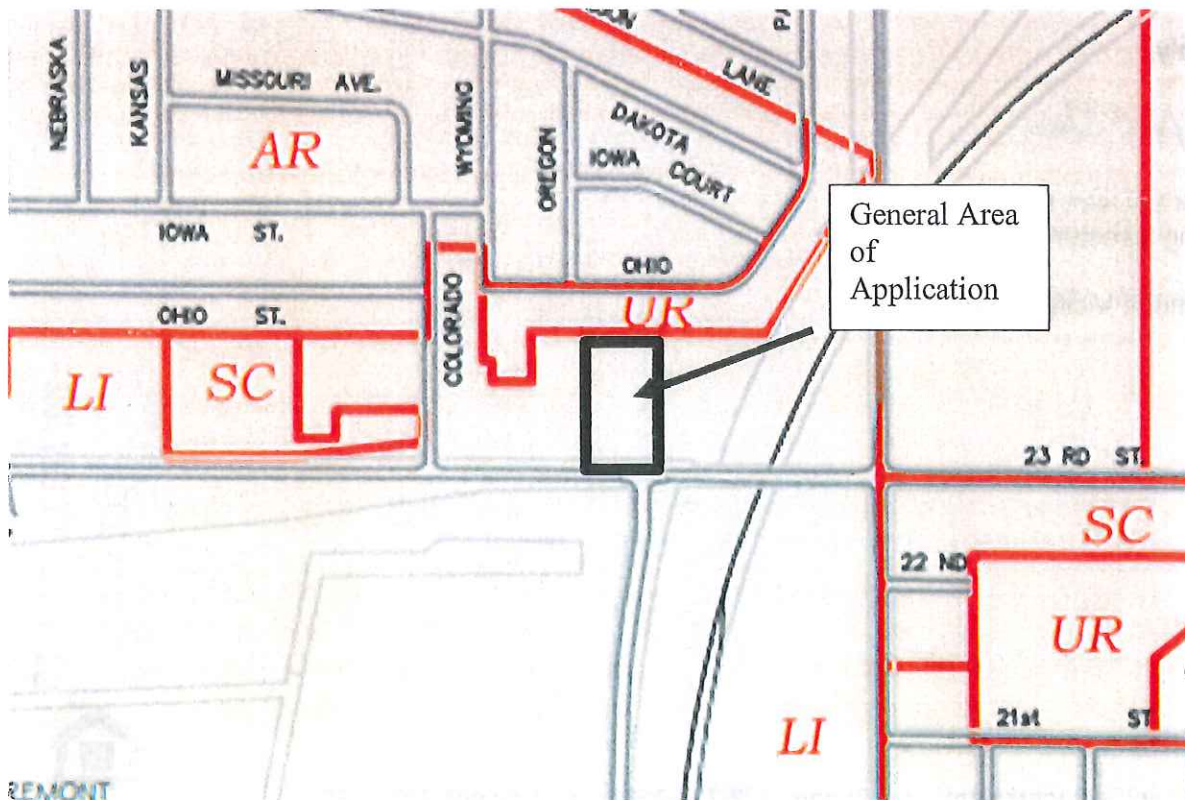 NEBRASKA
KANSAS
MISSOURI AVE.
AR
WYOMING
OREGON
LANE
DAKOTA
IOWA COURT
IOWA ST.
OHIO
UR
General Area
of
Application
OHIO ST.
COLORADO
LI
SC
23 RD ST.
SC
22 ND
UR
21st ST
LI
REMONT